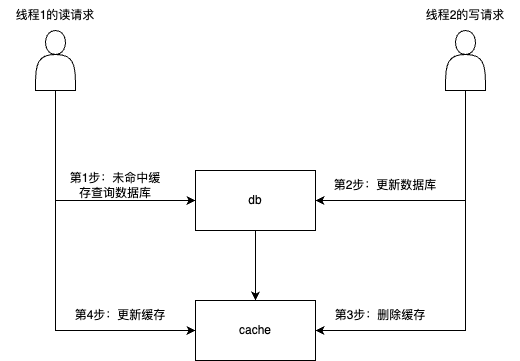 线程1的读请求
线程2的写请求
第1步：未命中缓
存查询数据库
第2步：更新数据库
db
第4步：更新缓存
第3步：删除缓存
cache